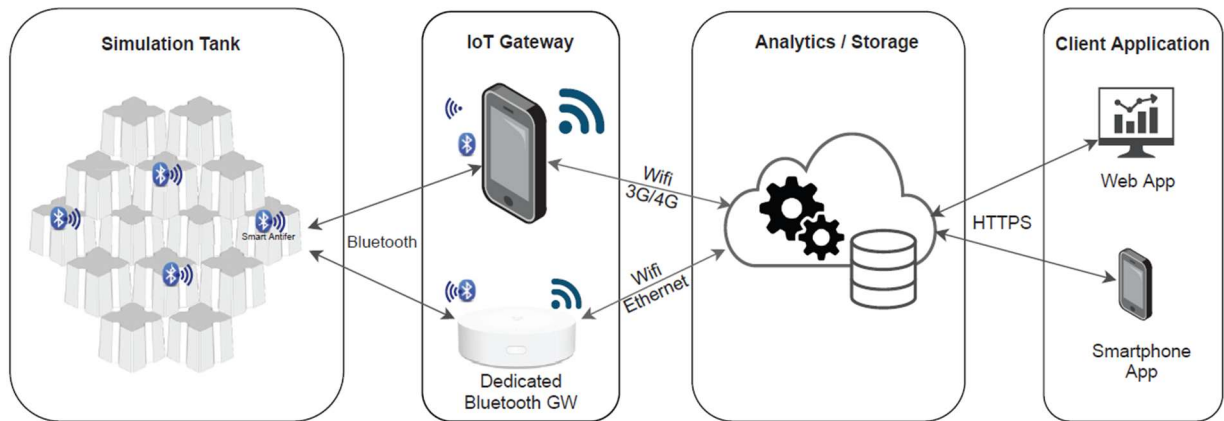 Simulation Tank
IoT Gateway
Analytics / Storage
Client Application
Smart Antifer
Bluetooth
Wifi
3G/4G
Wifi
Ethernet
Dedicated
Bluetooth GW
HTTPS
Web App
Smartphone
App